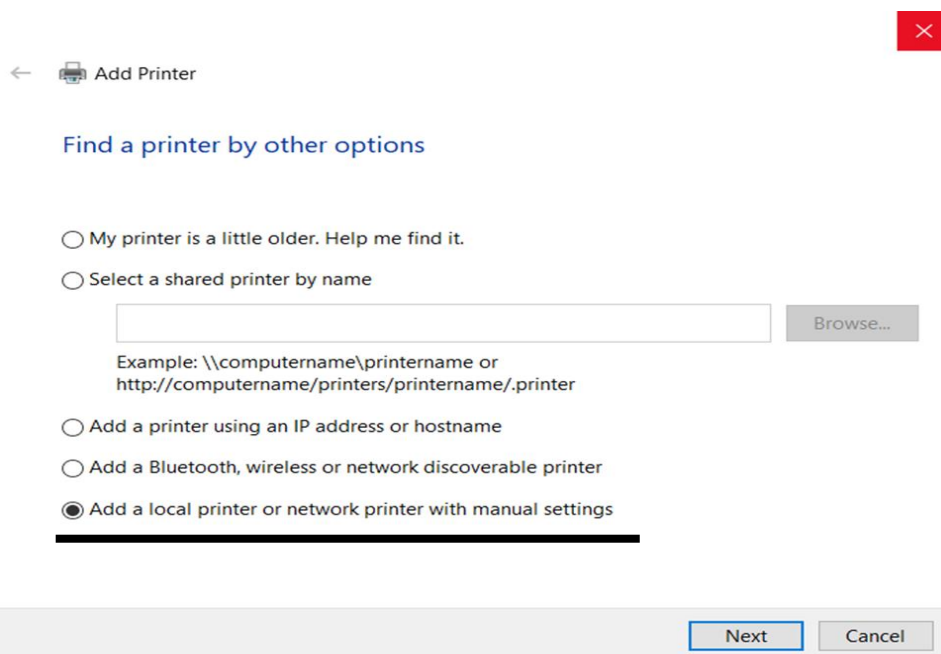 Add Printer
Find a printer by other options
My printer is a little older. Help me find it.
Select a shared printer by name
Browse...
Example: \\computername\printername or
http://computername/printers/printername/.printer
Add a printer using an IP address or hostname
Add a Bluetooth, wireless or network discoverable printer
Add a local printer or network printer with manual settings
Next Cancel